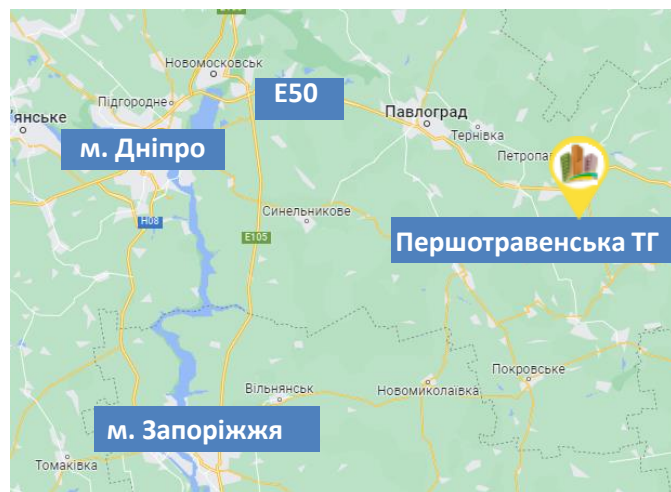 Новомосковськ
E50
Підгородне
Павлоград
'янське
Тернівка
м. Дніпро
Петропа
H08
Синельникове
E105
Першотравенська ТГ
Покровське
Вільнянськ
Новомиколаївка
м. Запоріжжя
Томаківка